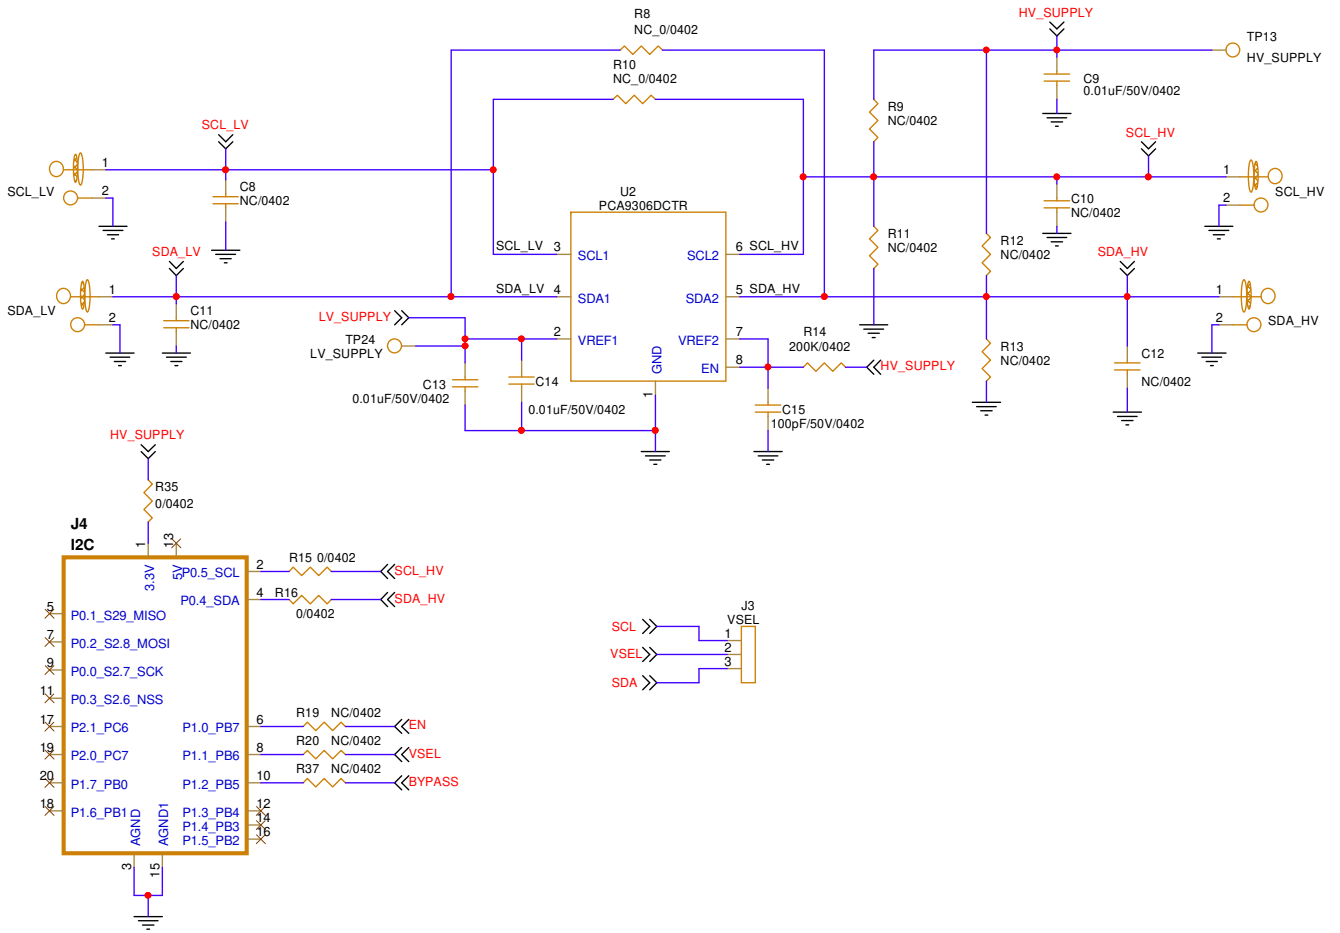 R8
NC_0/0402
R10
NC_0/0402
HV_SUPPLY
TP13
HV_SUPPLY
C9
0.01uF/50V/0402
R9
NC/0402
SCL_LV
1
2
SCL_LV
C8
NC/0402
SCL_HV
1
2
SCL_HV
C10
NC/0402
U2
PCA9306DCTR
SCL_LV 3 SCL1
SCL2 6 SCL_HV
SDA_LV 4 SDA1
SDA2 5 SDA_HV
2 VREF1
VREF2 7
EN 8
GND
1
R11
NC/0402
R12
NC/0402
SDA_HV
1
2
SDA_HV
SDA_LV
1
2
SDA_LV
C11
NC/0402
LV_SUPPLY
TP24
LV_SUPPLY
C13
0.01uF/50V/0402
C14
0.01uF/50V/0402
R14
200K/0402
HV_SUPPLY
C15
100pF/50V/0402
R13
NC/0402
C12
NC/0402
HV_SUPPLY
R35
0/0402
J4
I2C
1
13
3.3V
5V
P0.5_SCL 2 R15 0/0402 SCL_HV
P0.4_SDA 4 R16 0/0402 SDA_HV
5 P0.1_S29_MISO
7 P0.2_S2.8_MOSI
9 P0.0_S2.7_SCK
11 P0.3_S2.6_NSS
17 P2.1_PC6
P1.0_PB7 6 R19 NC/0402 EN
19 P2.0_PC7
P1.1_PB6 8 R20 NC/0402 VSEL
20 P1.7_PB0
P1.2_PB5 10 R37 NC/0402 BYPASS
18 P1.6_PB1
P1.3_PB4 12
P1.4_PB3 14
P1.5_PB2 16
AGND
AGND1
3
15
J3
VSEL
SCL 1
VSEL 2
SDA 3